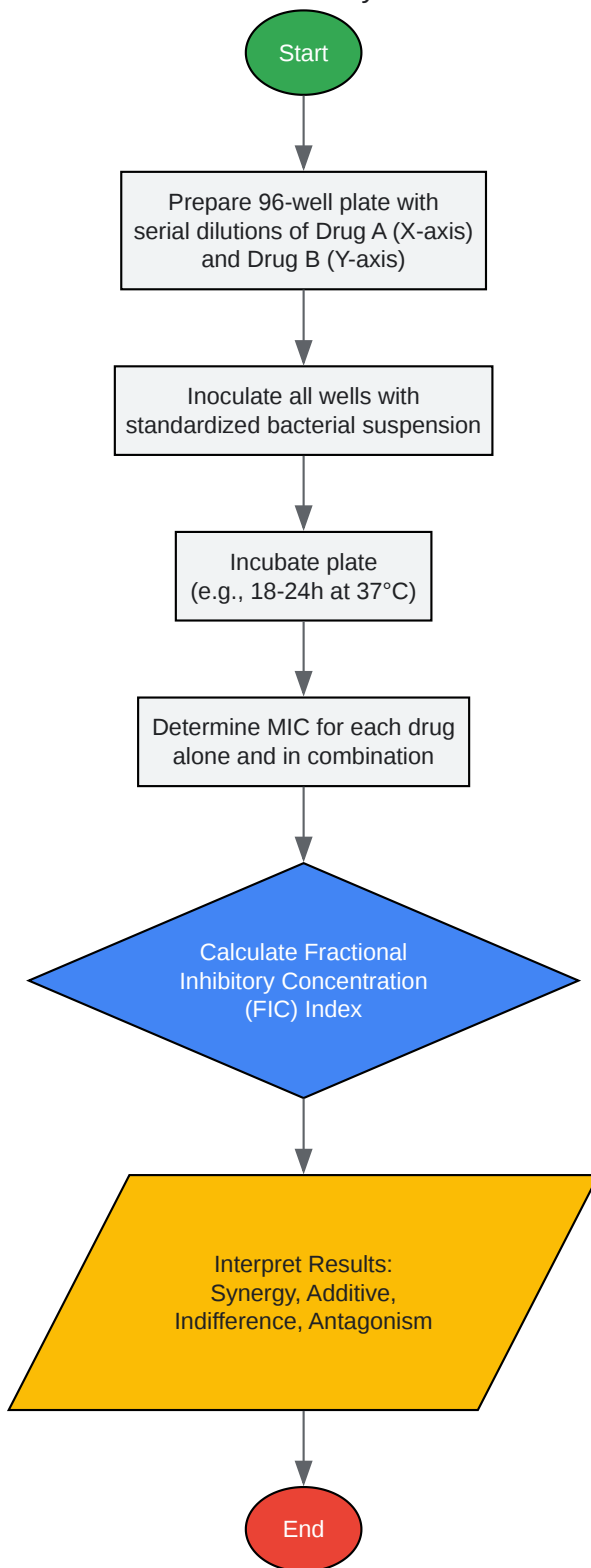 Start
Prepare 96-well plate with
serial dilutions of Drug A (X-axis)
and Drug B (Y-axis)
Inoculate all wells with
standardized bacterial suspension
Incubate plate
(e.g., 18-24h at 37°C)
Determine MIC for each drug
alone and in combination
Calculate Fractional
Inhibitory Concentration
(FIC) Index
Interpret Results:
Synergy, Additive,
Indifference, Antagonism
End